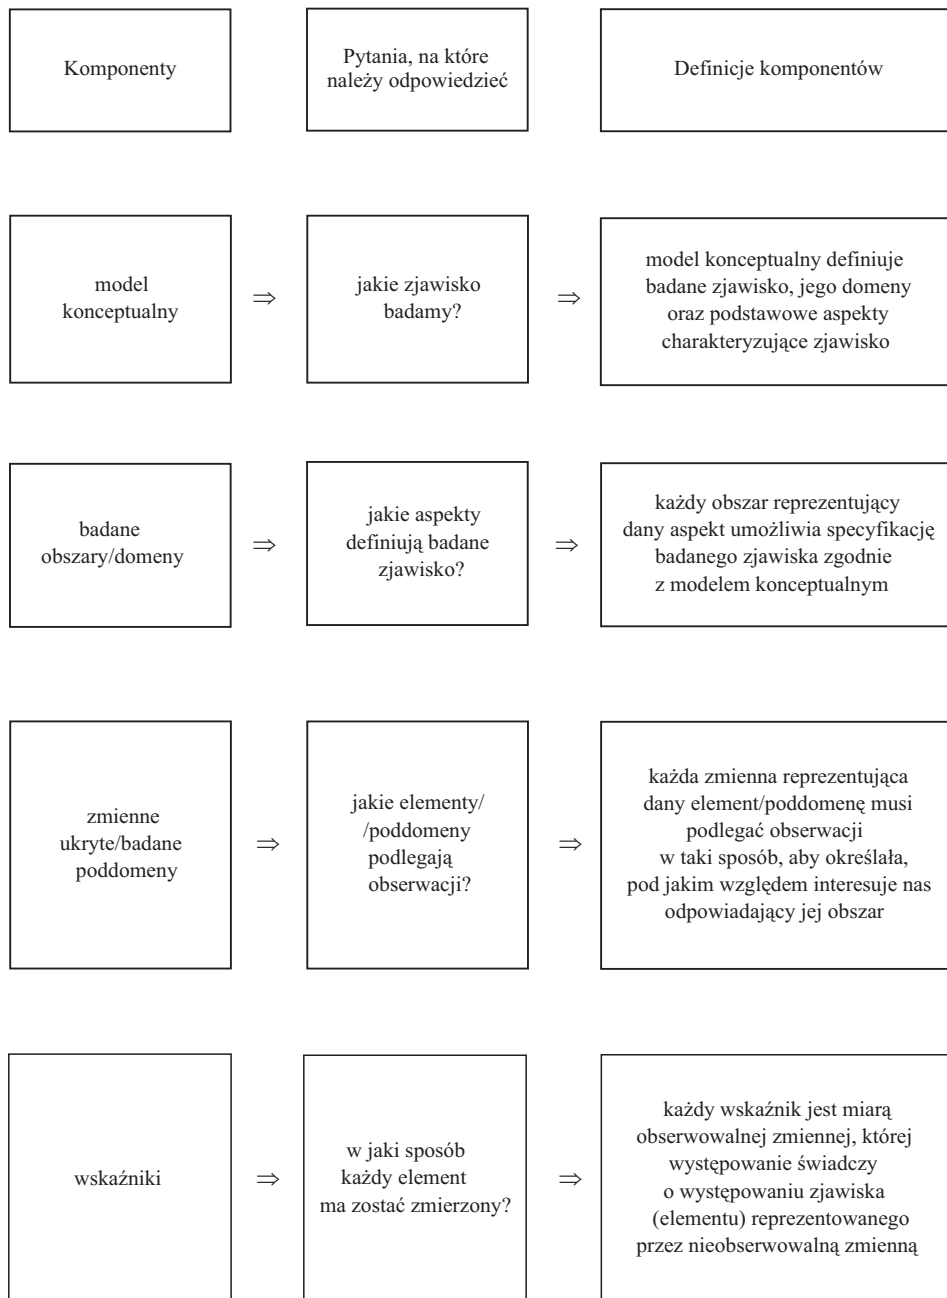 Komponenty
Pytania, na które
należy odpowiedzieć
Definicje komponentów
model
konceptualny
⇒
jakie zjawisko
badamy?
⇒
model konceptualny definiuje
badane zjawisko, jego domeny
oraz podstawowe aspekty
charakteryzujące zjawisko
badane
obszary/domeny
⇒
jakie aspekty
definiują badane
zjawisko?
⇒
każdy obszar reprezentujący
dany aspekt umożliwia specyfikację
badanego zjawiska zgodnie
z modelem konceptualnym
zmienne
ukryte/badane
poddomeny
⇒
jakie elementy/
/poddomeny
podlegają
obserwacji?
⇒
każda zmienna reprezentująca
dany element/poddomenę musi
podlegać obserwacji
w taki sposób, aby określała,
pod jakim względem interesuje nas
odpowiadający jej obszar
wskaźniki
⇒
w jaki sposób
każdy element
ma zostać zmierzony?
⇒
każdy wskaźnik jest miarą
obserwowalnej zmiennej, której
występowanie świadczy
o występowaniu zjawiska
(elementu) reprezentowanego
przez nieobserwowalną zmienną